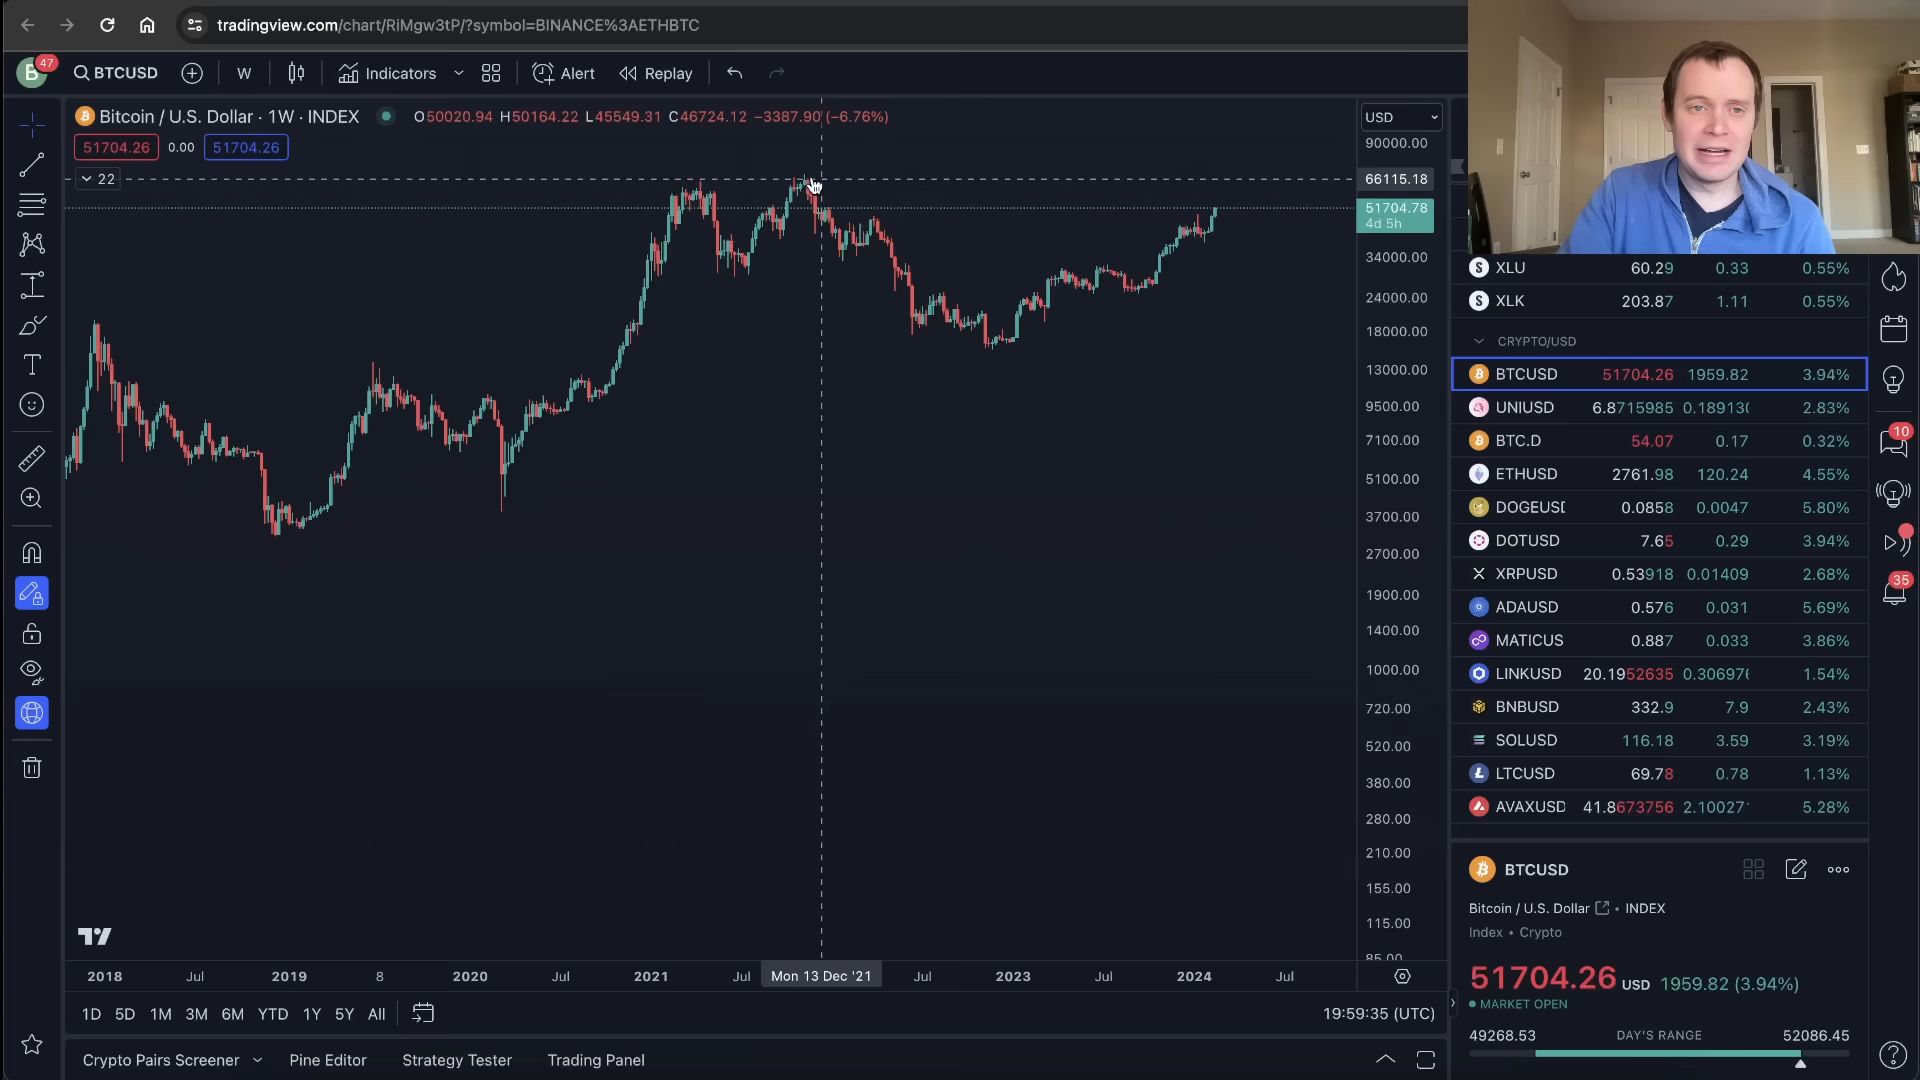 tradingview.com/chart/RiMgw3tP/?symbol=BINANCE%3AETHBTC
B 47 BTCUSD W Indicators Alert Replay
Bitcoin / U.S. Dollar · 1W · INDEX O50020.94 H50164.22 L45549.31 C46724.12 −3387.90 (−6.76%)
51704.26 0.00 51704.26
22
USD
90000.00
66115.18
51704.78
4d 5h
34000.00
24000.00
18000.00
13000.00
9500.00
7100.00
5100.00
3700.00
2700.00
1900.00
1400.00
1000.00
720.00
520.00
380.00
280.00
210.00
155.00
115.00
85.00
2018 Jul 2019 8 2020 Jul 2021 Jul Mon 13 Dec '21 Jul 2023 Jul 2024 Jul
1D 5D 1M 3M 6M YTD 1Y 5Y All 19:59:35 (UTC)
Crypto Pairs Screener Pine Editor Strategy Tester Trading Panel
XLU 60.29 0.33 0.55%
XLK 203.87 1.11 0.55%
CRYPTO/USD
BTCUSD 51704.26 1959.82 3.94%
UNIUSD 6.8715985 0.189130 2.83%
BTC.D 54.07 0.17 0.32%
ETHUSD 2761.98 120.24 4.55%
DOGEUSD 0.0858 0.0047 5.80%
DOTUSD 7.65 0.29 3.94%
XRPUSD 0.53918 0.01409 2.68%
ADAUSD 0.576 0.031 5.69%
MATICUS 0.887 0.033 3.86%
LINKUSD 20.1952635 0.306976 1.54%
BNBUSD 332.9 7.9 2.43%
SOLUSD 116.18 3.59 3.19%
LTCUSD 69.78 0.78 1.13%
AVAXUSD 41.8673756 2.10027 5.28%
BTCUSD
Bitcoin / U.S. Dollar • INDEX
Index • Crypto
51704.26 USD 1959.82 (3.94%)
MARKET OPEN
49268.53 DAY'S RANGE 52086.45
10
35